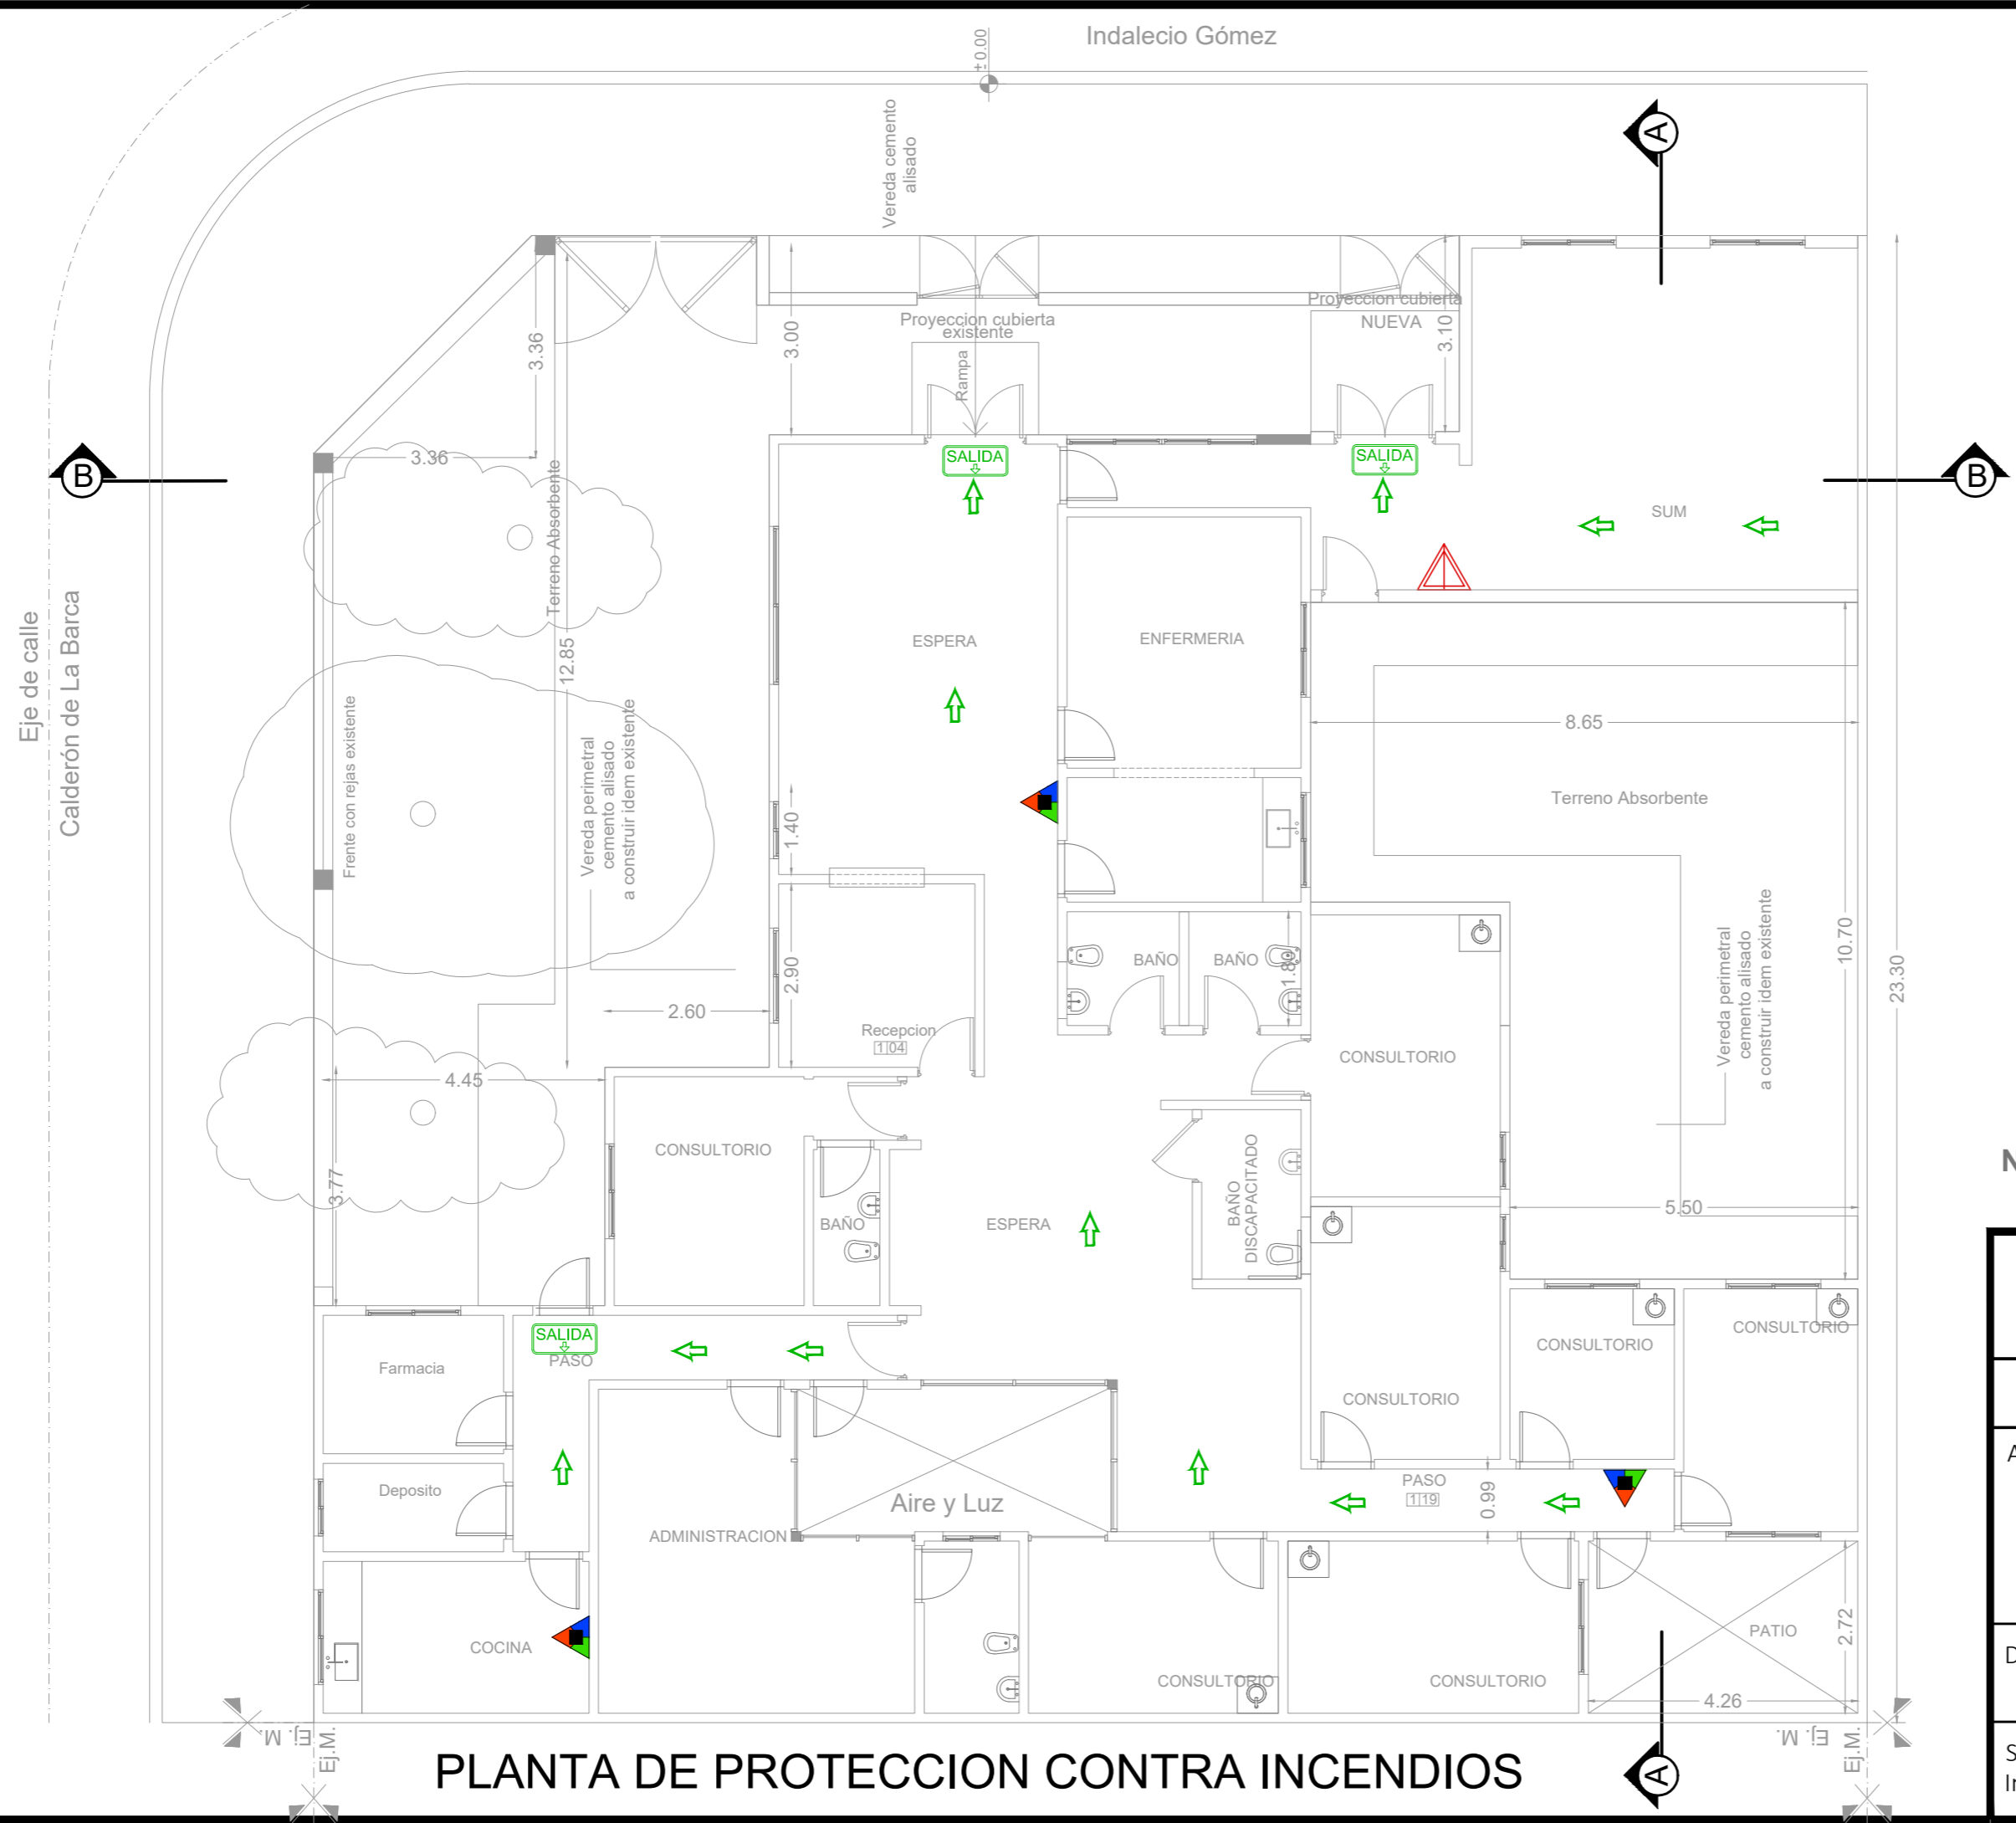 Indalecio Gómez
+0.00
Vereda cemento
alisado
A
Proyeccion cubierta
existente
Proyeccion cubierta
NUEVA
3.36
3.00
Rampa
3.10
B
3.36
SALIDA
SALIDA
B
SUM
Terreno Absorbente
Eje de calle
Calderón de La Barca
12.85
ESPERA
ENFERMERIA
Frente con rejas existente
Vereda perimetral
cemento alisado
a construir idem existente
8.65
Terreno Absorbente
1.40
2.90
BAÑO
BAÑO
1.80
10.70
23.30
Vereda perimetral
cemento alisado
a construir idem existente
2.60
Recepcion
1 04
CONSULTORIO
4.45
CONSULTORIO
3.77
BAÑO
ESPERA
BAÑO
DISCAPACITADO
5.50
N
SALIDA
PASO
Farmacia
CONSULTORIO
CONSULTORIO
CONSULTORIO
Deposito
Aire y Luz
PASO
1 19
0.99
A
ADMINISTRACION
COCINA
CONSULTORIO
CONSULTORIO
PATIO
2.72
4.26
D
Ej. M.
Ej.M.
Ej. M.
Ej.M.
PLANTA DE PROTECCION CONTRA INCENDIOS
A
S
In